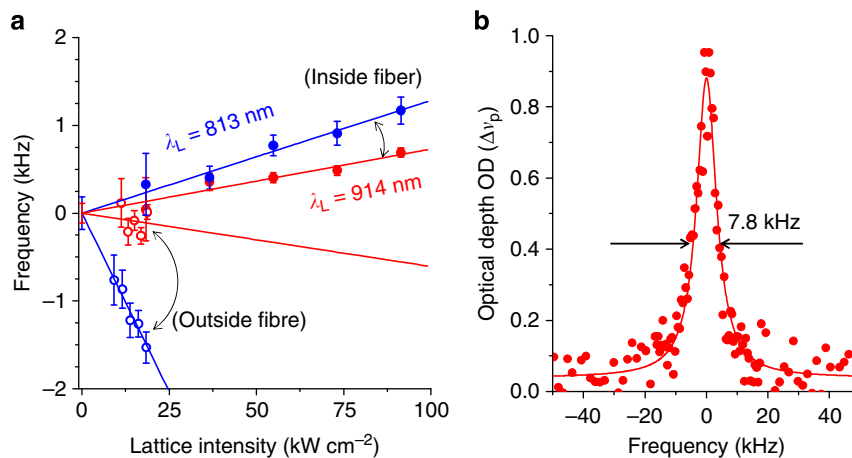 a
2
1
0
−1
−2
Frequency (kHz)
0
25
50
75
100
Lattice intensity (kW cm−2)
(Inside fiber)
λL = 813 nm
λL = 914 nm
(Outside fibre)
b
1.0
0.8
0.6
0.4
0.2
0.0
Optical depth OD (Δνp)
7.8 kHz
−40
−20
0
20
40
Frequency (kHz)